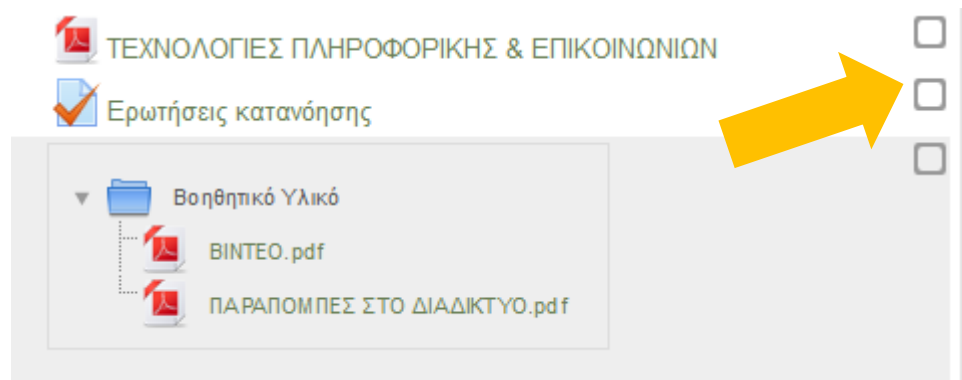 ΤΕΧΝΟΛΟΓΙΕΣ ΠΛΗΡΟΦΟΡΙΚΗΣ & ΕΠΙΚΟΙΝΩΝΙΩΝ
Ερωτήσεις κατανόησης
Βοηθητικό Υλικό
ΒΙΝΤΕΟ.pdf
ΠΑΡΑΠΟΜΠΕΣ ΣΤΟ ΔΙΑΔΙΚΤΥΟ.pdf